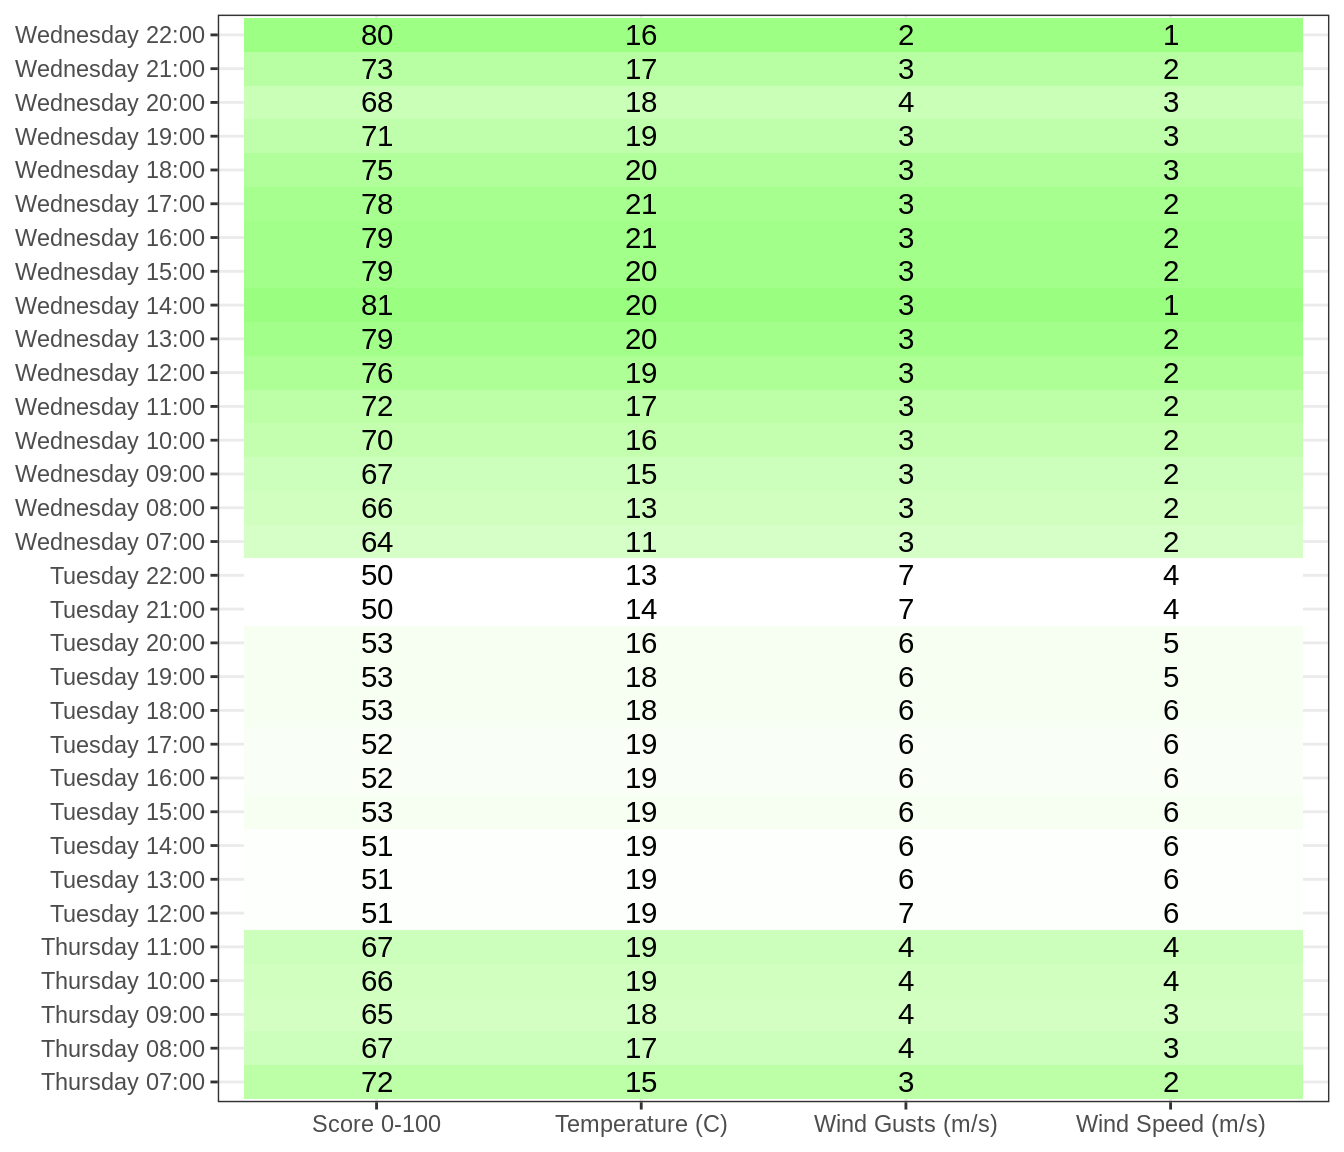 Wednesday 22:00 80 16 2 1
Wednesday 21:00 73 17 3 2
Wednesday 20:00 68 18 4 3
Wednesday 19:00 71 19 3 3
Wednesday 18:00 75 20 3 3
Wednesday 17:00 78 21 3 2
Wednesday 16:00 79 21 3 2
Wednesday 15:00 79 20 3 2
Wednesday 14:00 81 20 3 1
Wednesday 13:00 79 20 3 2
Wednesday 12:00 76 19 3 2
Wednesday 11:00 72 17 3 2
Wednesday 10:00 70 16 3 2
Wednesday 09:00 67 15 3 2
Wednesday 08:00 66 13 3 2
Wednesday 07:00 64 11 3 2
Tuesday 22:00 50 13 7 4
Tuesday 21:00 50 14 7 4
Tuesday 20:00 53 16 6 5
Tuesday 19:00 53 18 6 5
Tuesday 18:00 53 18 6 6
Tuesday 17:00 52 19 6 6
Tuesday 16:00 52 19 6 6
Tuesday 15:00 53 19 6 6
Tuesday 14:00 51 19 6 6
Tuesday 13:00 51 19 6 6
Tuesday 12:00 51 19 7 6
Thursday 11:00 67 19 4 4
Thursday 10:00 66 19 4 4
Thursday 09:00 65 18 4 3
Thursday 08:00 67 17 4 3
Thursday 07:00 72 15 3 2
Score 0-100 Temperature (C) Wind Gusts (m/s) Wind Speed (m/s)